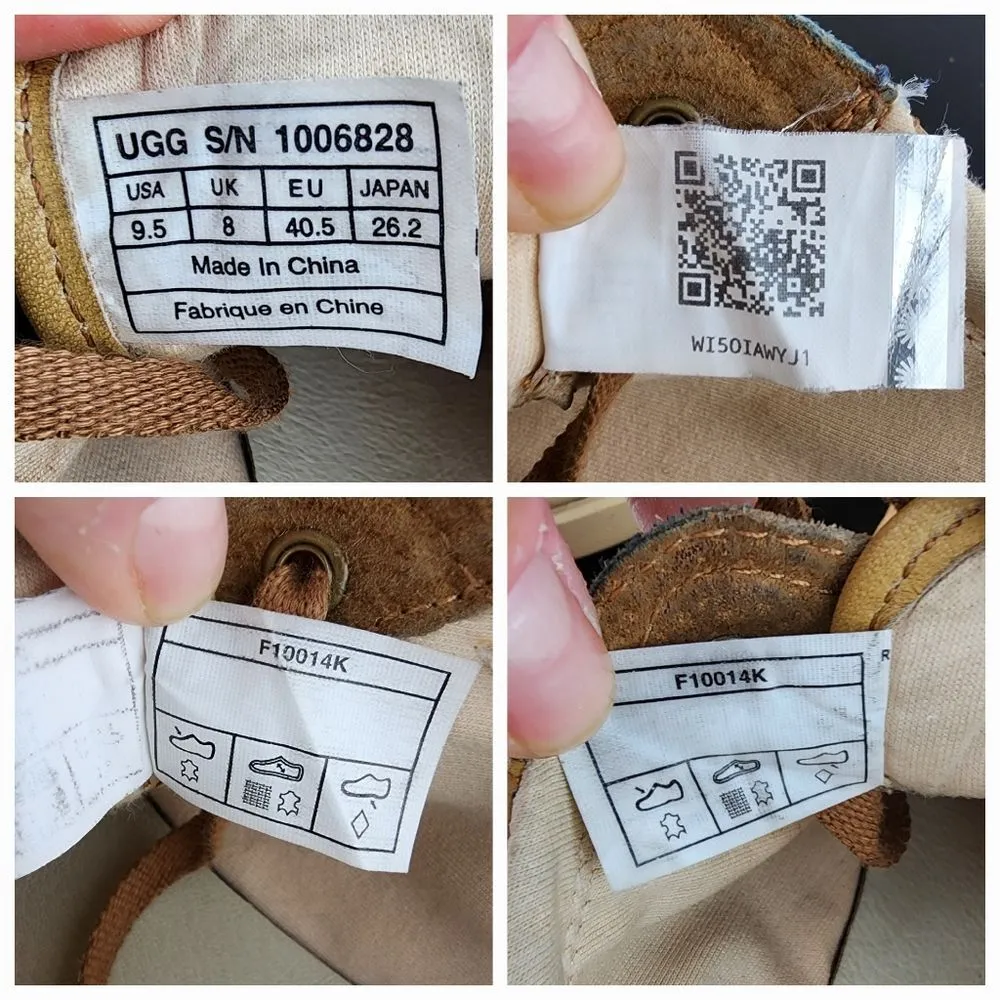 UGG S/N 1006828
USA UK EU JAPAN
9.5 8 40.5 26.2
Made In China
Fabrique en Chine
WI5OIAWYJ1
F10014K
F10014K
R